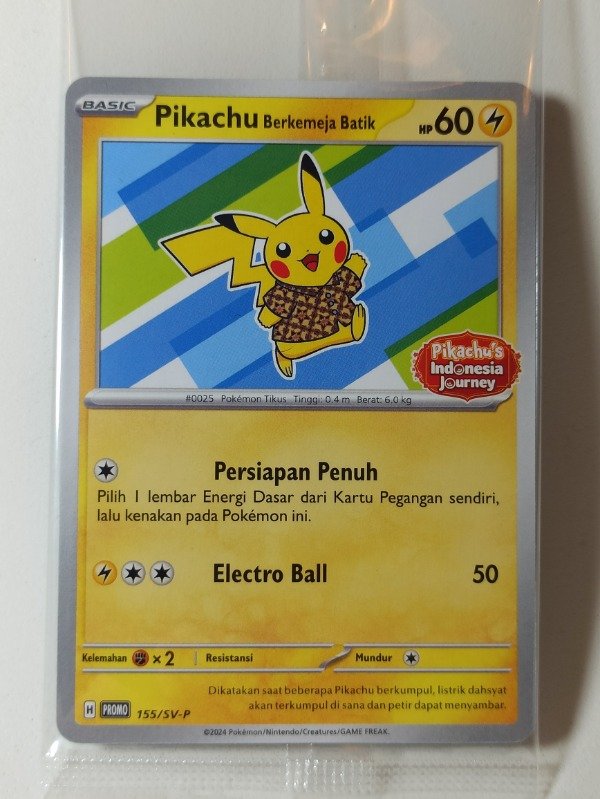 BASIC Pikachu Berkemeja Batik HP 60
Pikachu's
Indonesia
Journey
#0025 Pokémon Tikus Tinggi: 0.4 m Berat: 6.0 kg
Persiapan Penuh
Pilih 1 lembar Energi Dasar dari Kartu Pegangan sendiri,
lalu kenakan pada Pokémon ini.
Electro Ball 50
Kelemahan ×2 Resistansi Mundur
Dikatakan saat beberapa Pikachu berkumpul, listrik dahsyat
akan terkumpul di sana dan petir dapat menyambar.
H PROMO 155/SV-P
©2024 Pokémon/Nintendo/Creatures/GAME FREAK.